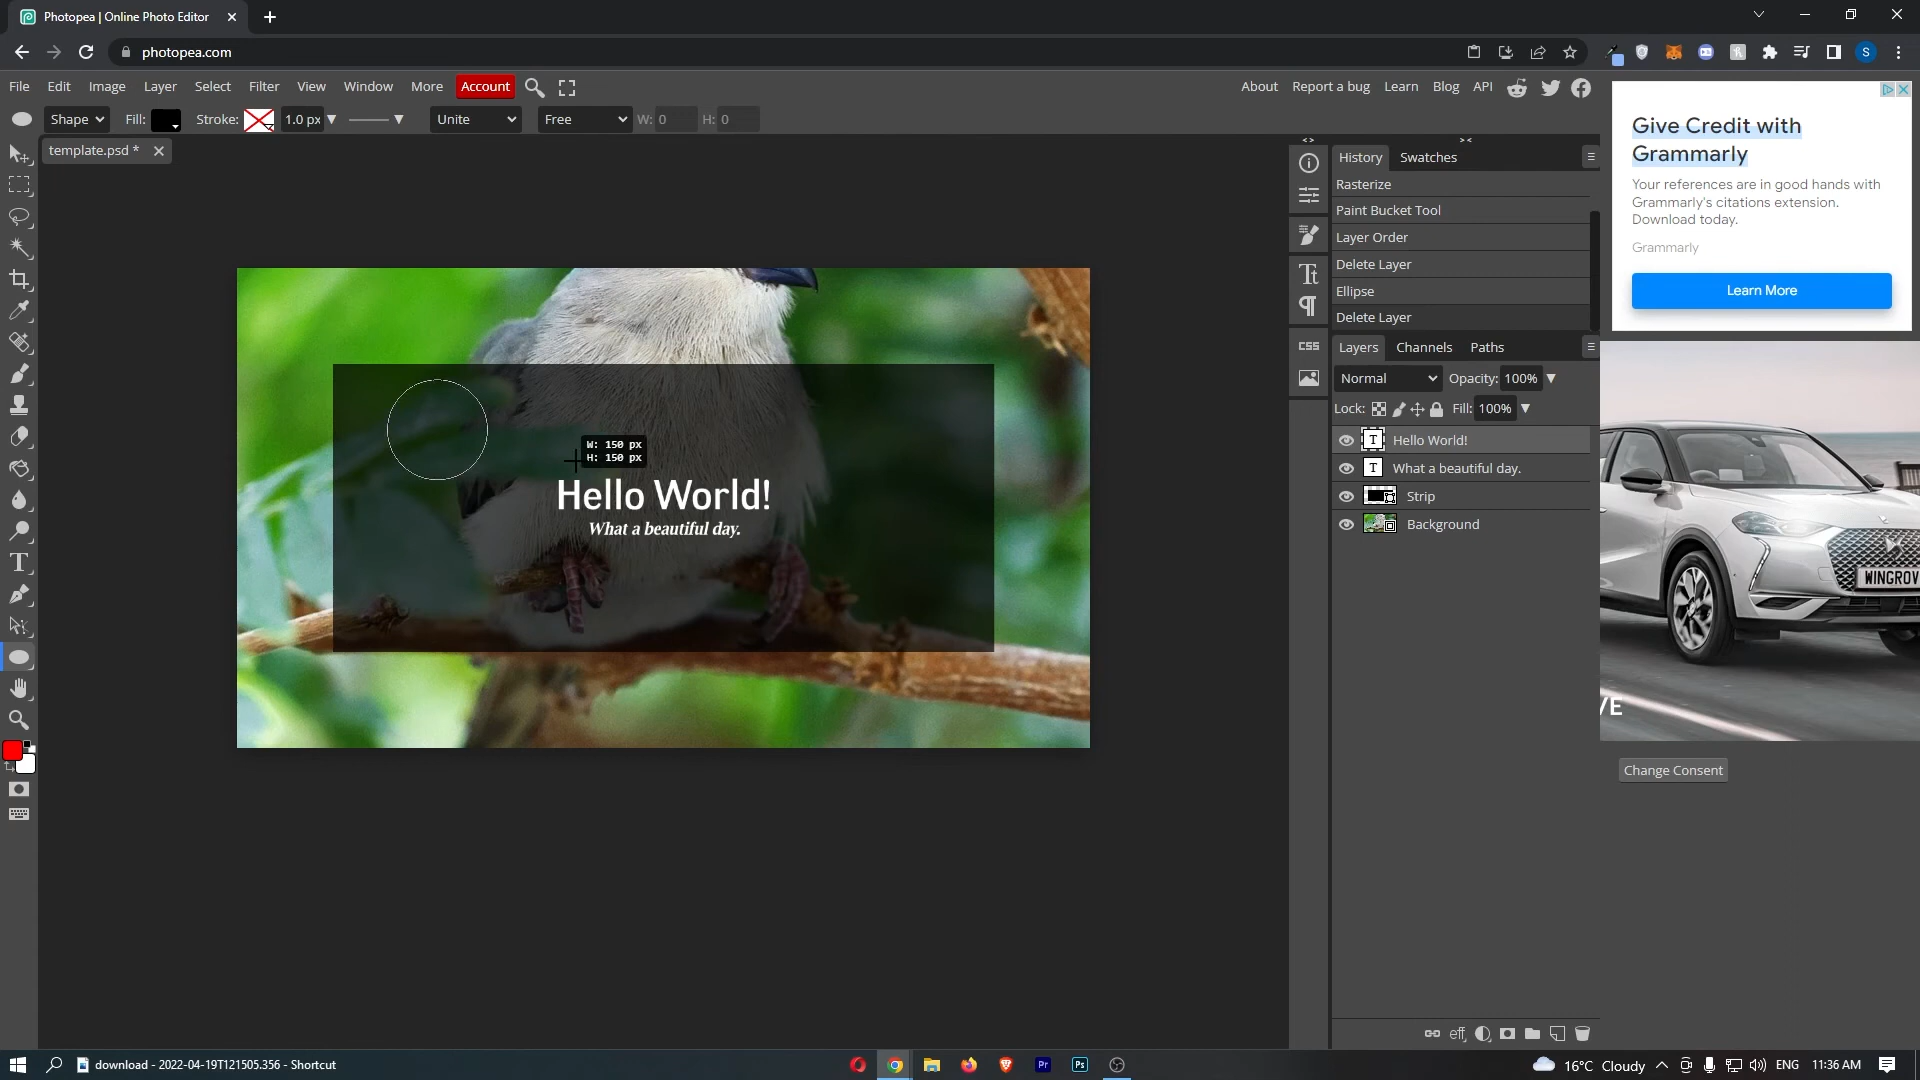 Photopea | Online Photo Editor
photopea.com
S
File Edit Image Layer Select Filter View Window More Account
About Report a bug Learn Blog API
Shape Fill: Stroke: 1.0 px Unite Free W: 0 H: 0
template.psd *
History Swatches
Rasterize
Paint Bucket Tool
Layer Order
Delete Layer
Ellipse
Delete Layer
CSS
Layers Channels Paths
Normal Opacity: 100%
Lock: Fill: 100%
T Hello World!
T What a beautiful day.
Strip
Background
W: 150 px
H: 150 px
Hello World!
What a beautiful day.
eff
Give Credit with
Grammarly
Your references are in good hands with
Grammarly's citations extension.
Download today.
Grammarly
Learn More
WINGROV
VE
Change Consent
download - 2022-04-19T121505.356 - Shortcut
Pr
Ps
16°C Cloudy
ENG
11:36 AM